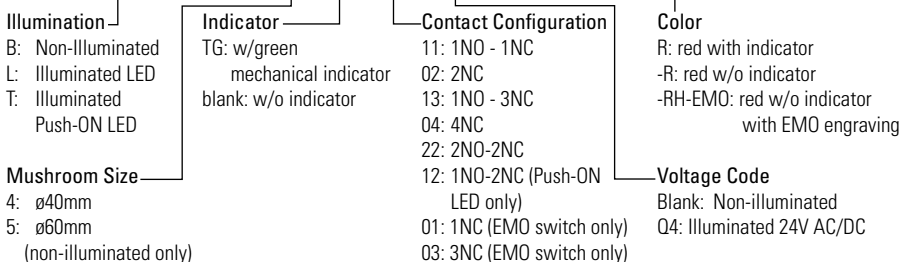 Illumination
B: Non-Illuminated
L: Illuminated LED
T: Illuminated
Push-ON LED
Mushroom Size
4: ø40mm
5: ø60mm
(non-illuminated only)
Indicator
TG: w/green
mechanical indicator
blank: w/o indicator
Contact Configuration
11: 1NO - 1NC
02: 2NC
13: 1NO - 3NC
04: 4NC
22: 2NO-2NC
12: 1NO-2NC (Push-ON
LED only)
01: 1NC (EMO switch only)
03: 3NC (EMO switch only)
Color
R: red with indicator
-R: red w/o indicator
-RH-EMO: red w/o indicator
with EMO engraving
Voltage Code
Blank: Non-illuminated
Q4: Illuminated 24V AC/DC